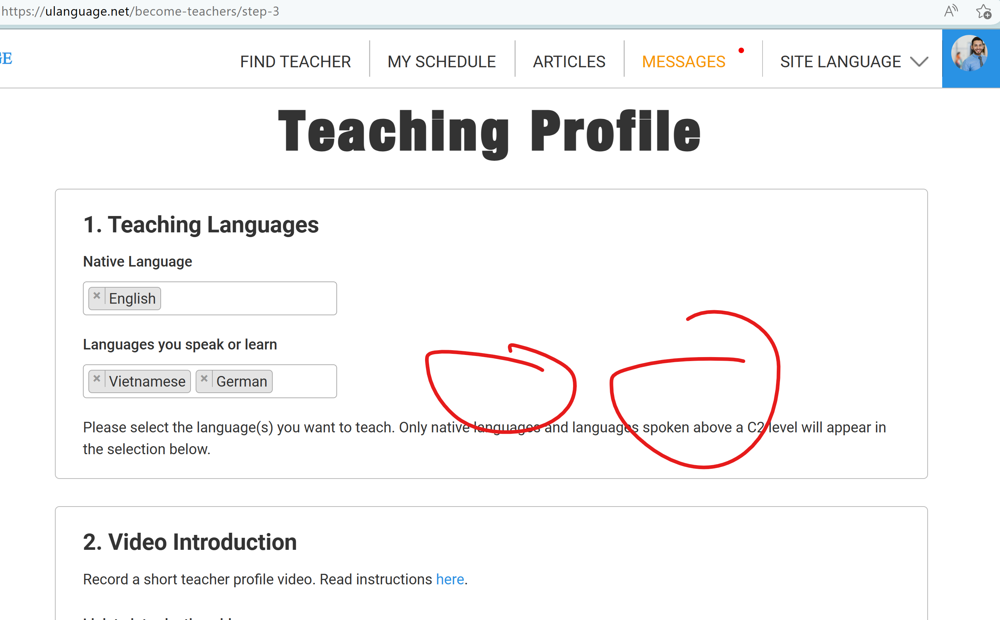 https://ulanguage.net/become-teachers/step-3
GE
FIND TEACHER
MY SCHEDULE
ARTICLES
MESSAGES
SITE LANGUAGE
Teaching Profile
1. Teaching Languages
Native Language
× English
Languages you speak or learn
× Vietnamese × German
Please select the language(s) you want to teach. Only native languages and languages spoken above a C2 level will appear in
the selection below.
2. Video Introduction
Record a short teacher profile video. Read instructions here.